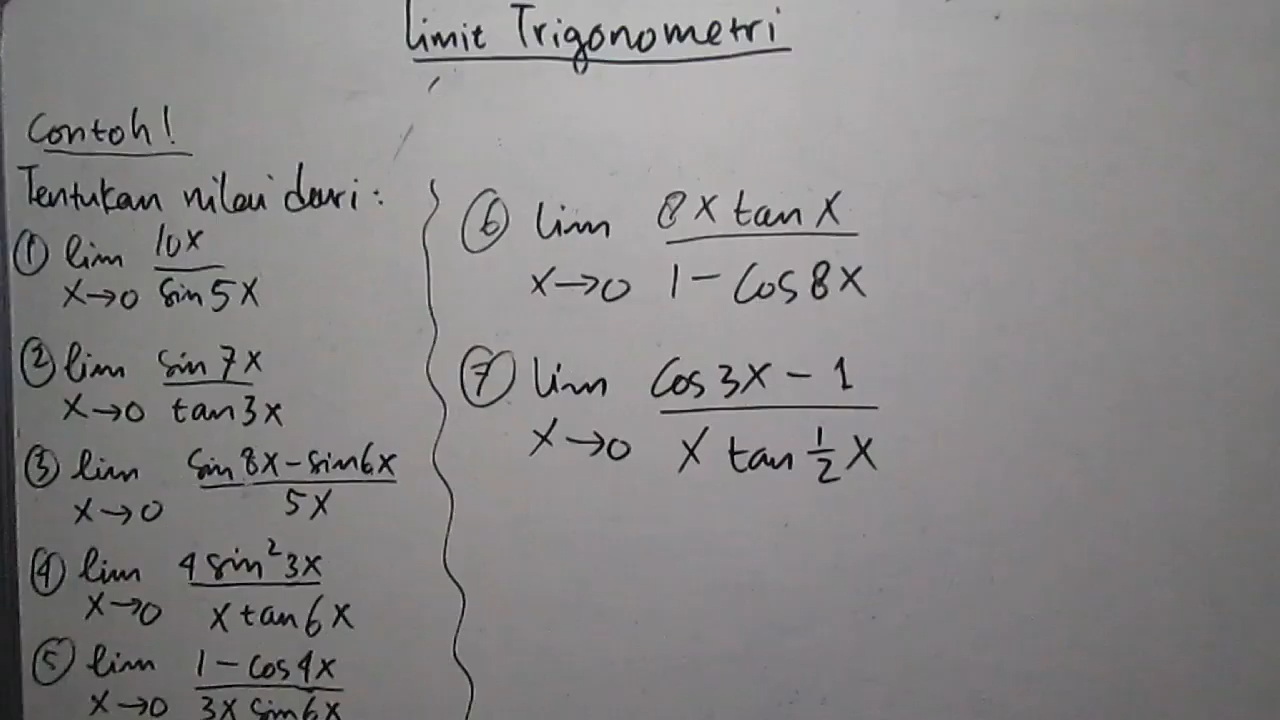 Limit Trigonometri
Contoh!
Tentukan nilai dari :
① lim 10x
x→0 sin 5x
② lim sin 7x
x→0 tan 3x
③ lim sin 8x - sin 6x
x→0 5x
④ lim 4 sin² 3x
x→0 x tan 6x
⑤ lim 1 - cos 4x
x→0 3x sin 6x
⑥ lim 8x tan x
x→0 1 - cos 8x
⑦ lim cos 3x - 1
x→0 x tan ½ x